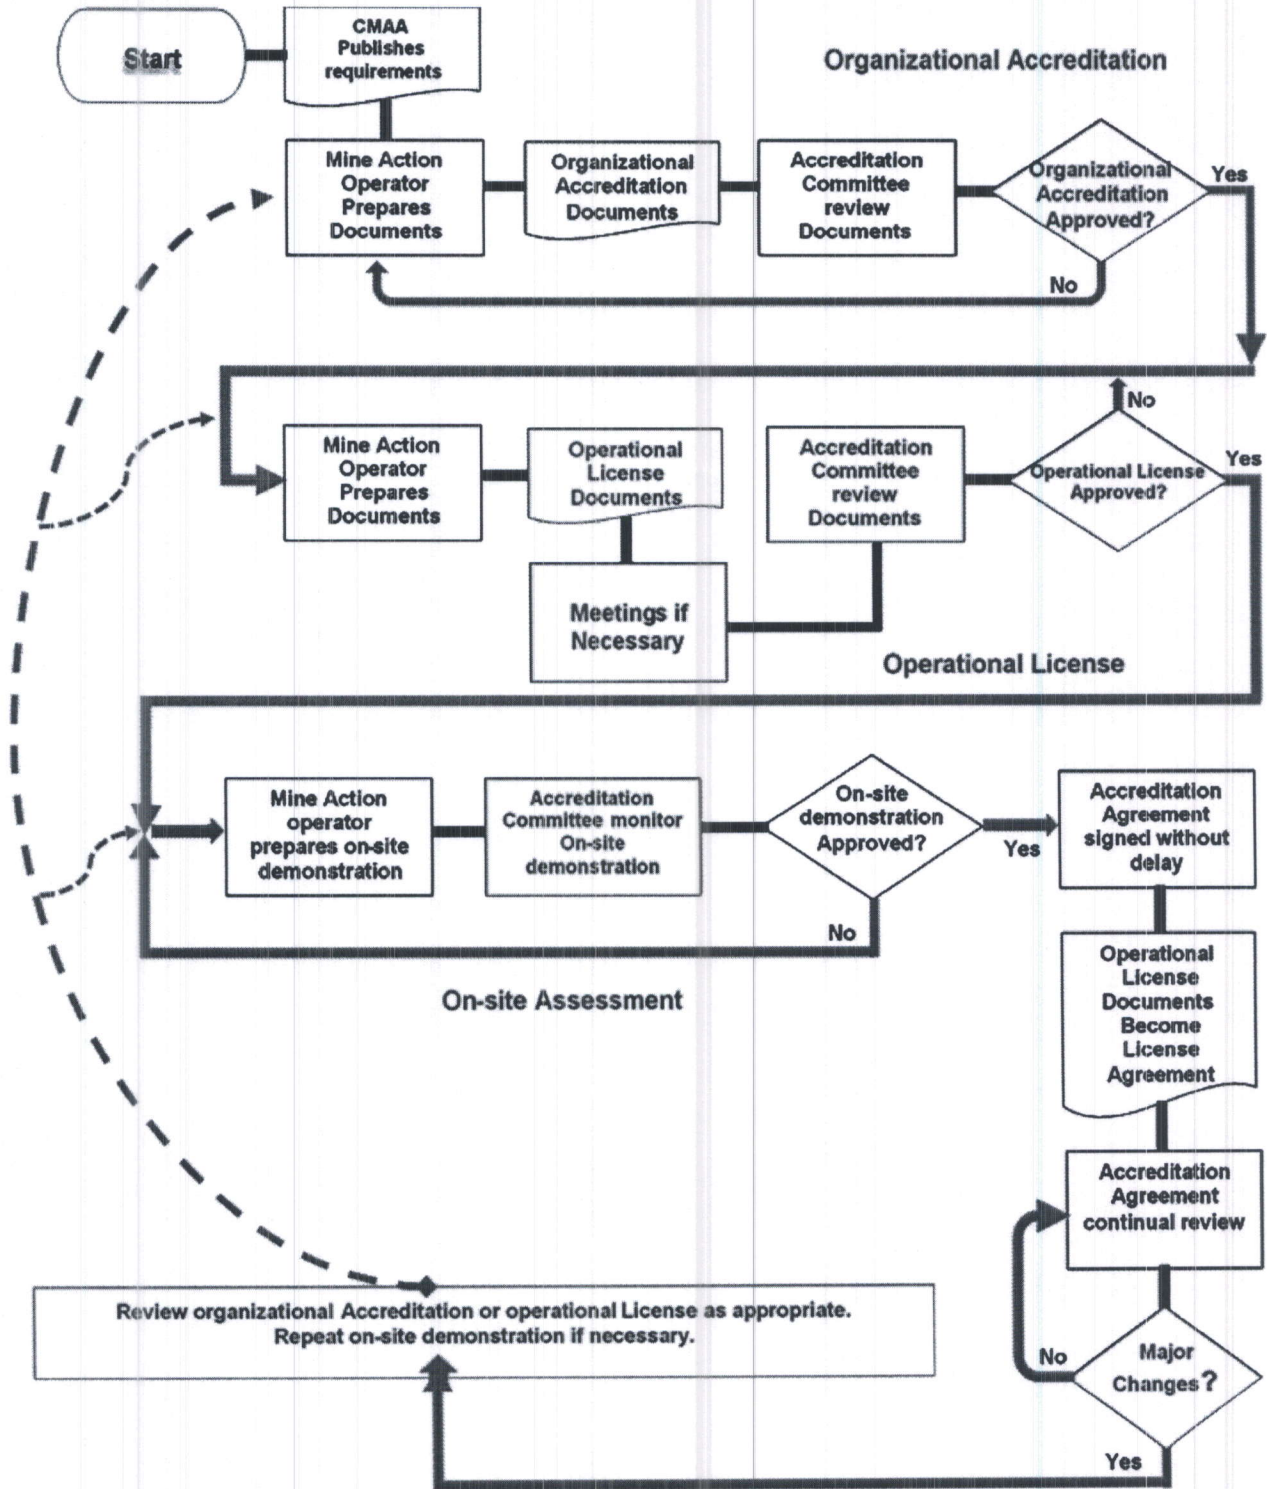 Start
CMAA
Publishes
requirements
Organizational Accreditation
Mine Action
Operator
Prepares
Documents
Organizational
Accreditation
Documents
Accreditation
Committee
review
Documents
Organizational
Accreditation
Approved?
Yes
No
Mine Action
Operator
Prepares
Documents
Operational
License
Documents
Meetings if
Necessary
Accreditation
Committee
review
Documents
Operational License
Approved?
No
Yes
Operational License
Mine Action
operator
prepares on-site
demonstration
Accreditation
Committee monitor
On-site
demonstration
On-site
demonstration
Approved?
Yes
No
Accreditation
Agreement
signed without
delay
On-site Assessment
Operational
License
Documents
Become
License
Agreement
Accreditation
Agreement
continual review
Major
Changes?
No
Yes
Review organizational Accreditation or operational License as appropriate.
Repeat on-site demonstration if necessary.